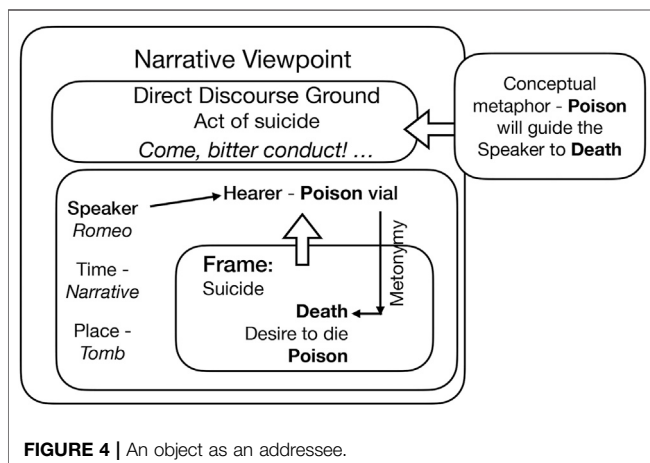 Narrative Viewpoint
Direct Discourse Ground
Act of suicide
Come, bitter conduct! ...
Conceptual
metaphor - Poison
will guide the
Speaker to Death
Speaker
Romeo
Hearer - Poison vial
Time -
Narrative
Place -
Tomb
Metonymy
Frame:
Suicide
Death
Desire to die
Poison
FIGURE 4 | An object as an addressee.